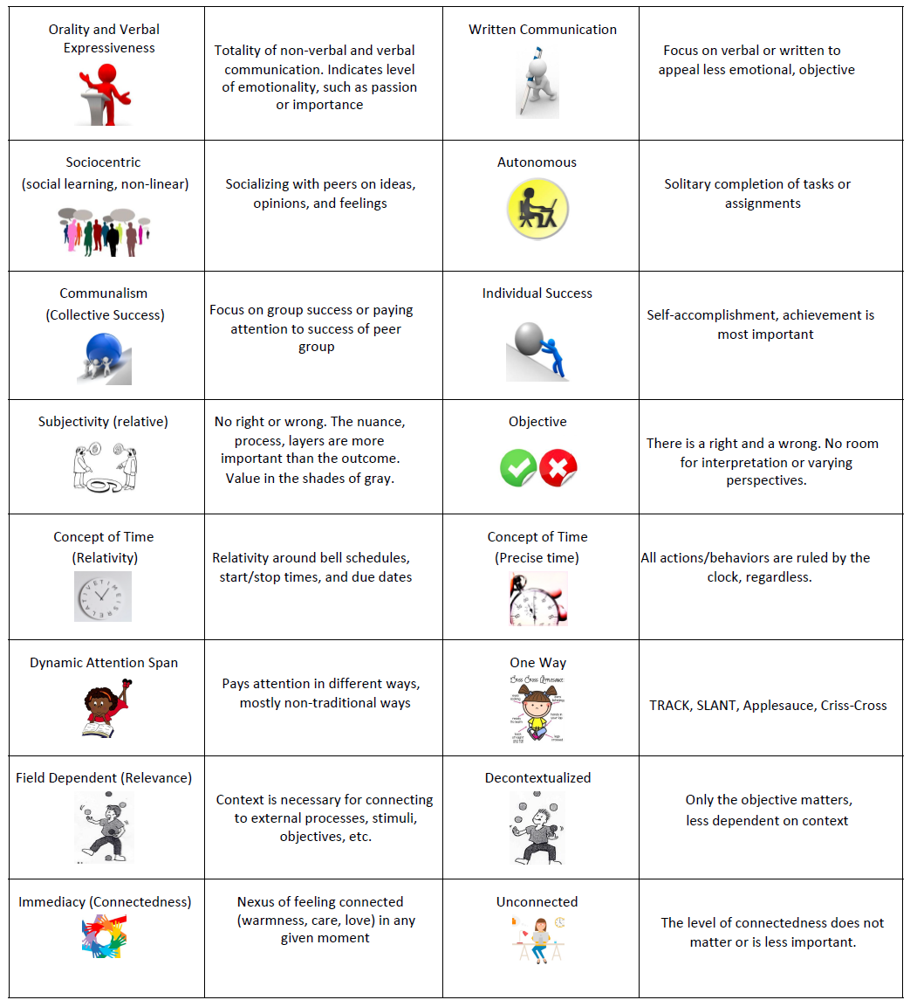 Orality and Verbal
Expressiveness
Totality of non-verbal and verbal
communication. Indicates level
of emotionality, such as passion
or importance
Written Communication
Focus on verbal or written to
appeal less emotional, objective
Sociocentric
(social learning, non-linear)
Socializing with peers on ideas,
opinions, and feelings
Autonomous
Solitary completion of tasks or
assignments
Communalism
(Collective Success)
Focus on group success or paying
attention to success of peer
group
Individual Success
Self-accomplishment, achievement is
most important
Subjectivity (relative)
No right or wrong. The nuance,
process, layers are more
important than the outcome.
Value in the shades of gray.
Objective
There is a right and a wrong. No room
for interpretation or varying
perspectives.
Concept of Time
(Relativity)
TIME IS RELATIVE
Relativity around bell schedules,
start/stop times, and due dates
Concept of Time
(Precise time)
All actions/behaviors are ruled by the
clock, regardless.
Dynamic Attention Span
Pays attention in different ways,
mostly non-traditional ways
One Way
Criss Cross Applesauce
TRACK, SLANT, Applesauce, Criss-Cross
Field Dependent (Relevance)
Context is necessary for connecting
to external processes, stimuli,
objectives, etc.
Decontextualized
Only the objective matters,
less dependent on context
Immediacy (Connectedness)
Nexus of feeling connected
(warmness, care, love) in any
given moment
Unconnected
The level of connectedness does not
matter or is less important.